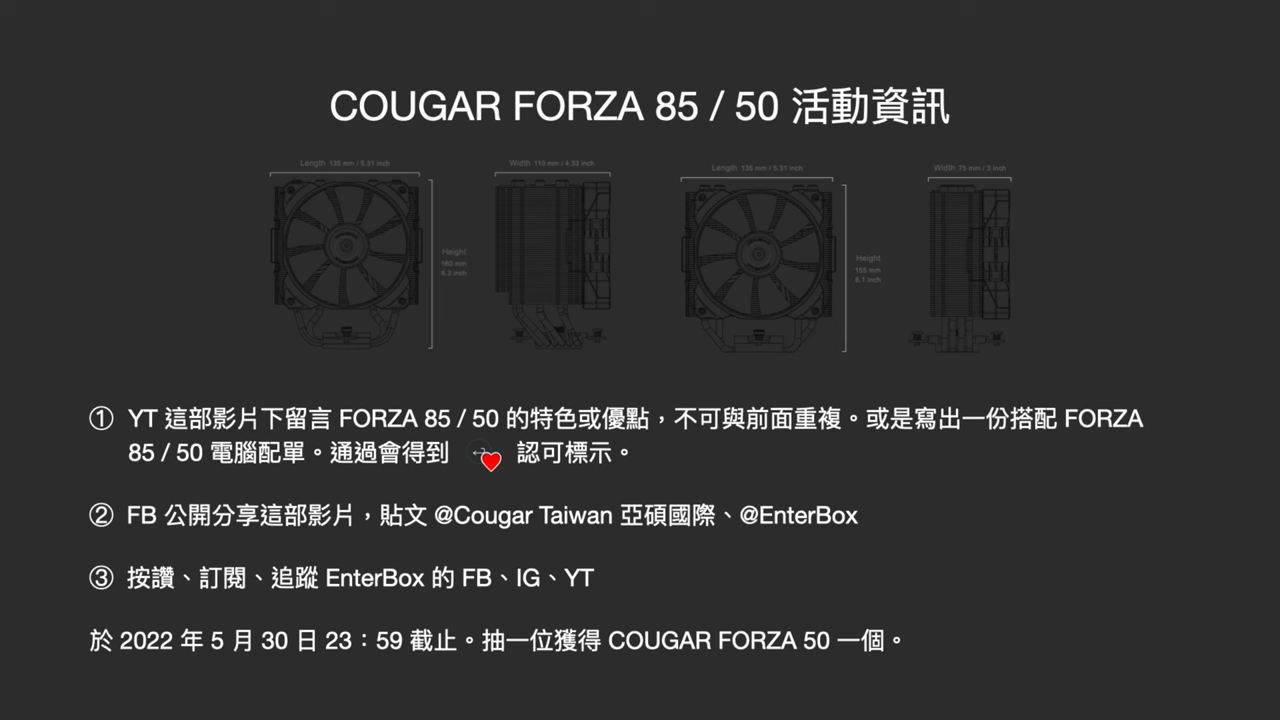 COUGAR FORZA 85 / 50 活動資訊
Length 135 mm / 5.31 inch
Width 110 mm / 4.33 inch
Length 135 mm / 5.31 inch
Width 75 mm / 3 inch
Height
160 mm
6.3 inch
Height
155 mm
6.1 inch
① YT 這部影片下留言 FORZA 85 / 50 的特色或優點，不可與前面重複。或是寫出一份搭配 FORZA
85 / 50 電腦配單。通過會得到 認可標示。
② FB 公開分享這部影片，貼文 @Cougar Taiwan 亞碩國際、@EnterBox
③ 按讚、訂閱、追蹤 EnterBox 的 FB、IG、YT
於 2022 年 5 月 30 日 23：59 截止。抽一位獲得 COUGAR FORZA 50 一個。